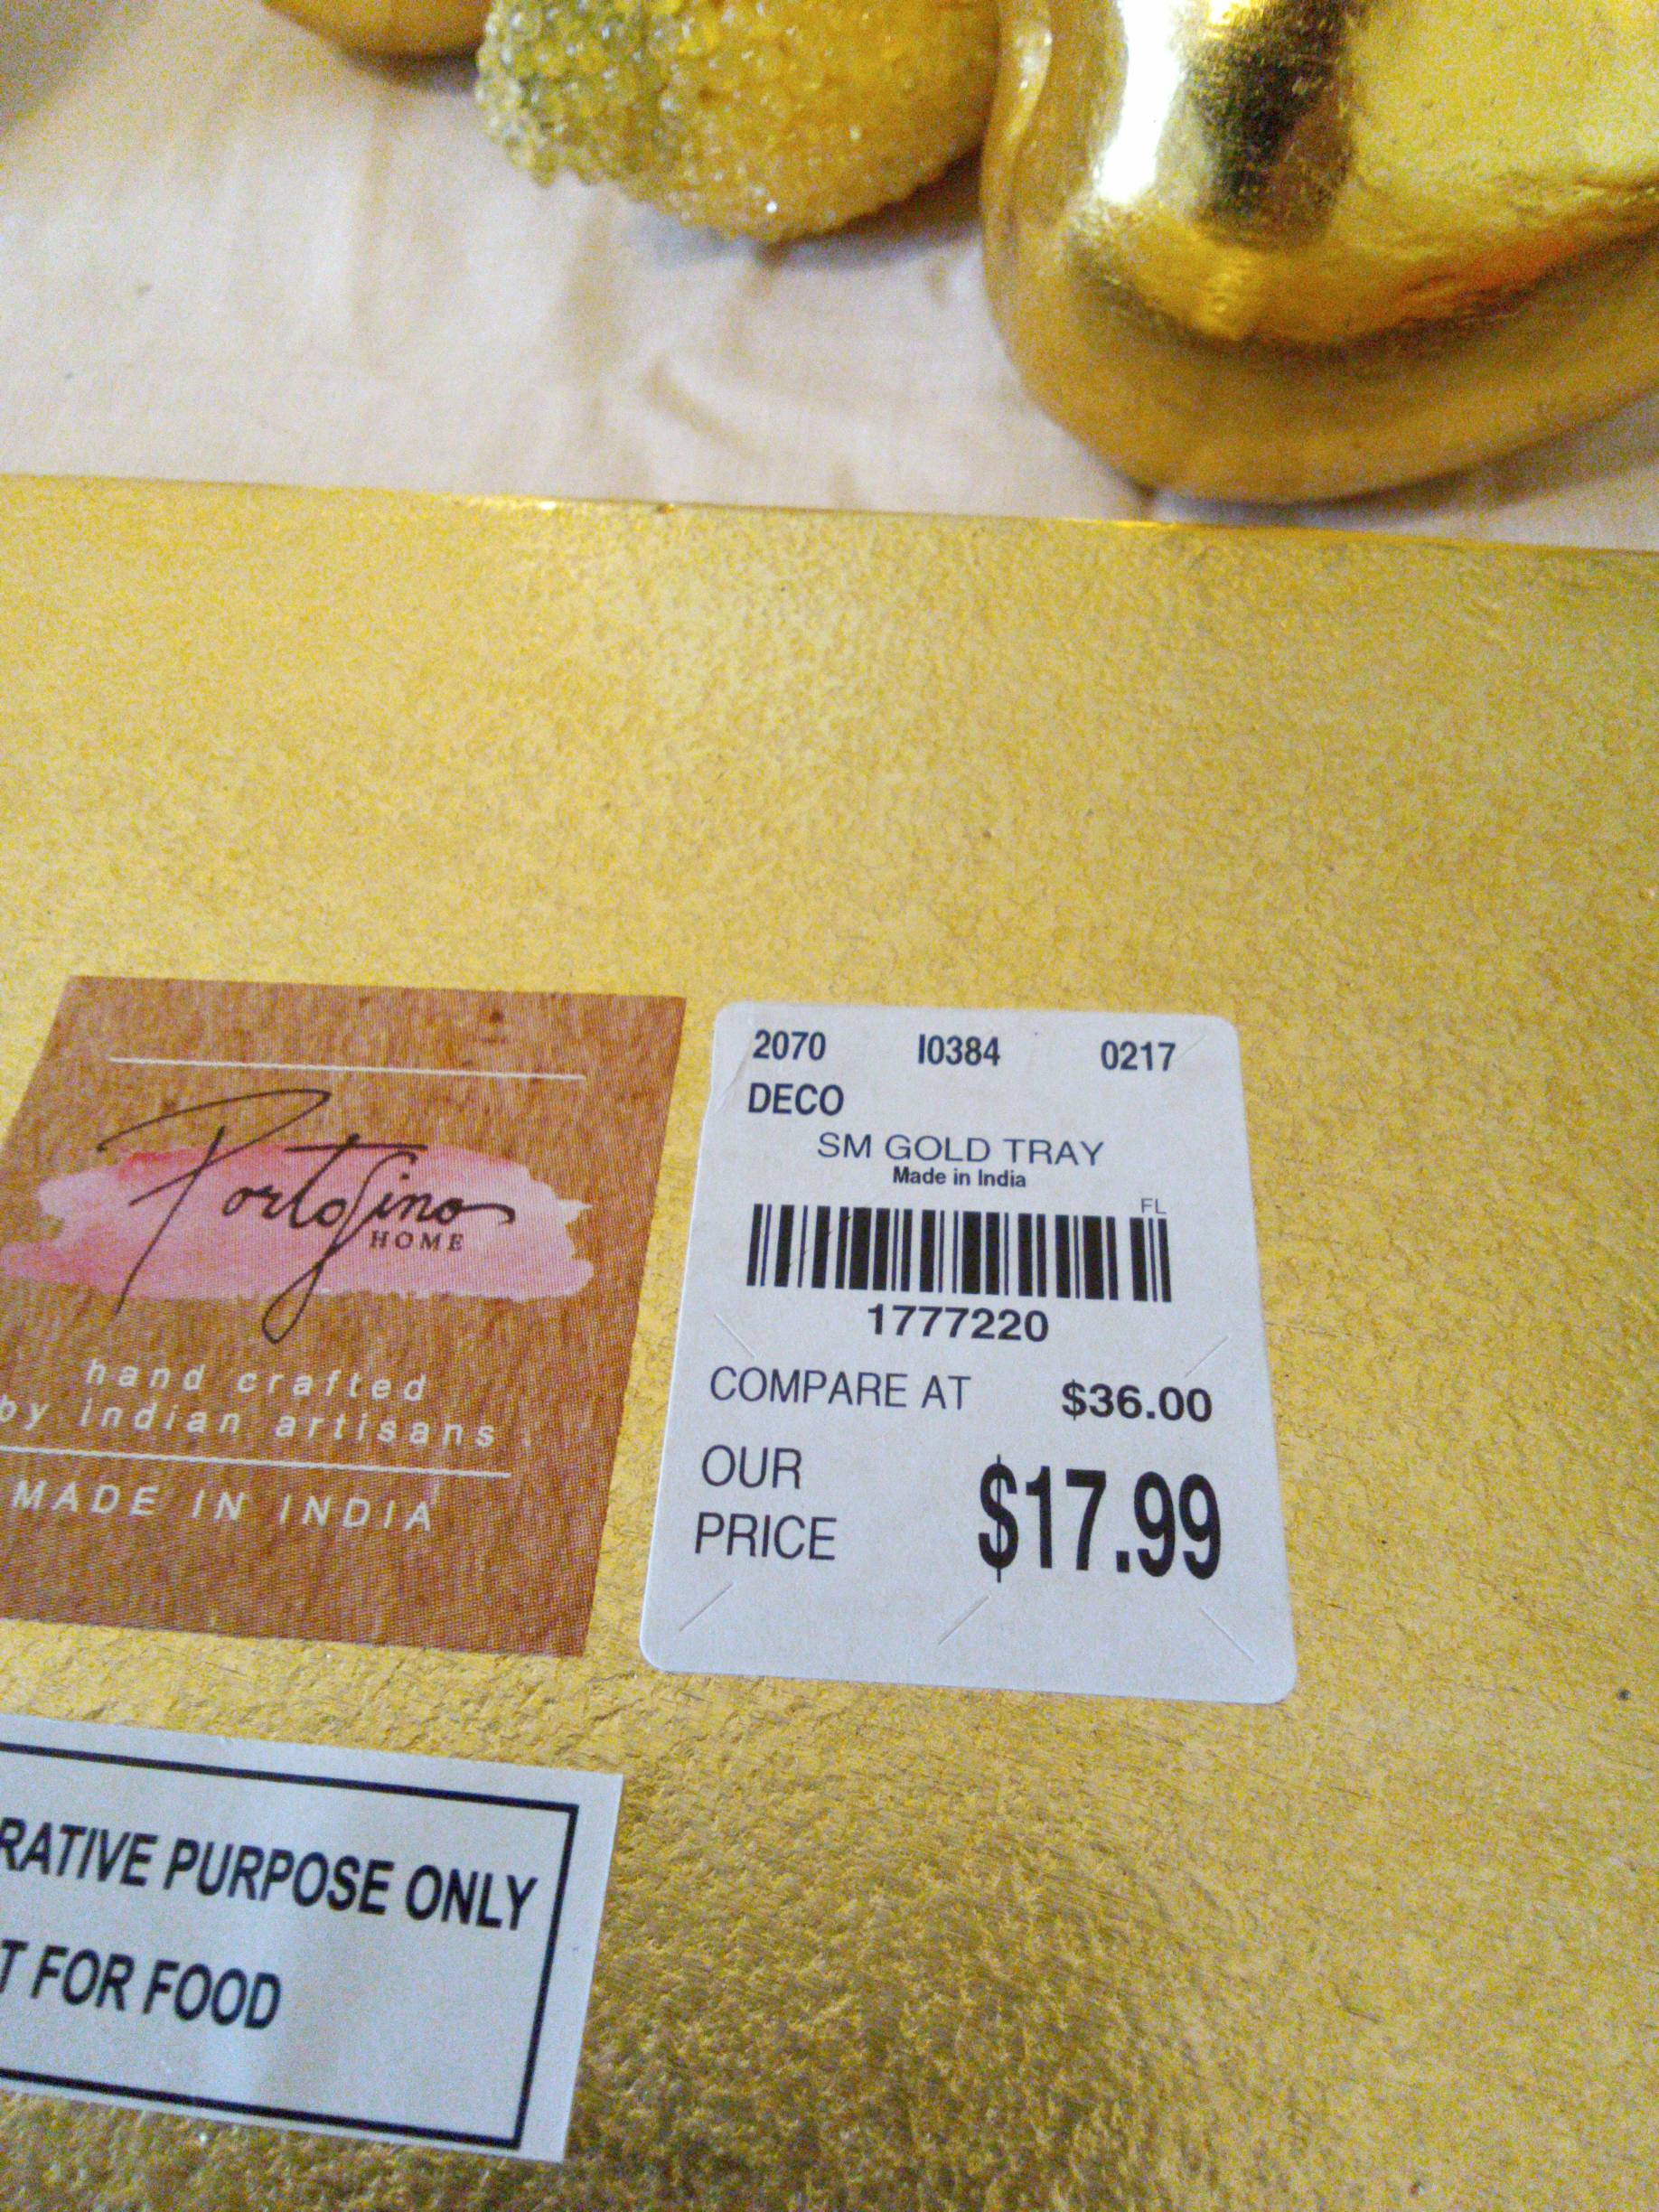 Portofino
HOME
hand crafted
by indian artisans
MADE IN INDIA
2070 I0384 0217
DECO
SM GOLD TRAY
Made in India
FL
1777220
COMPARE AT $36.00
OUR
PRICE $17.99
RATIVE PURPOSE ONLY
T FOR FOOD